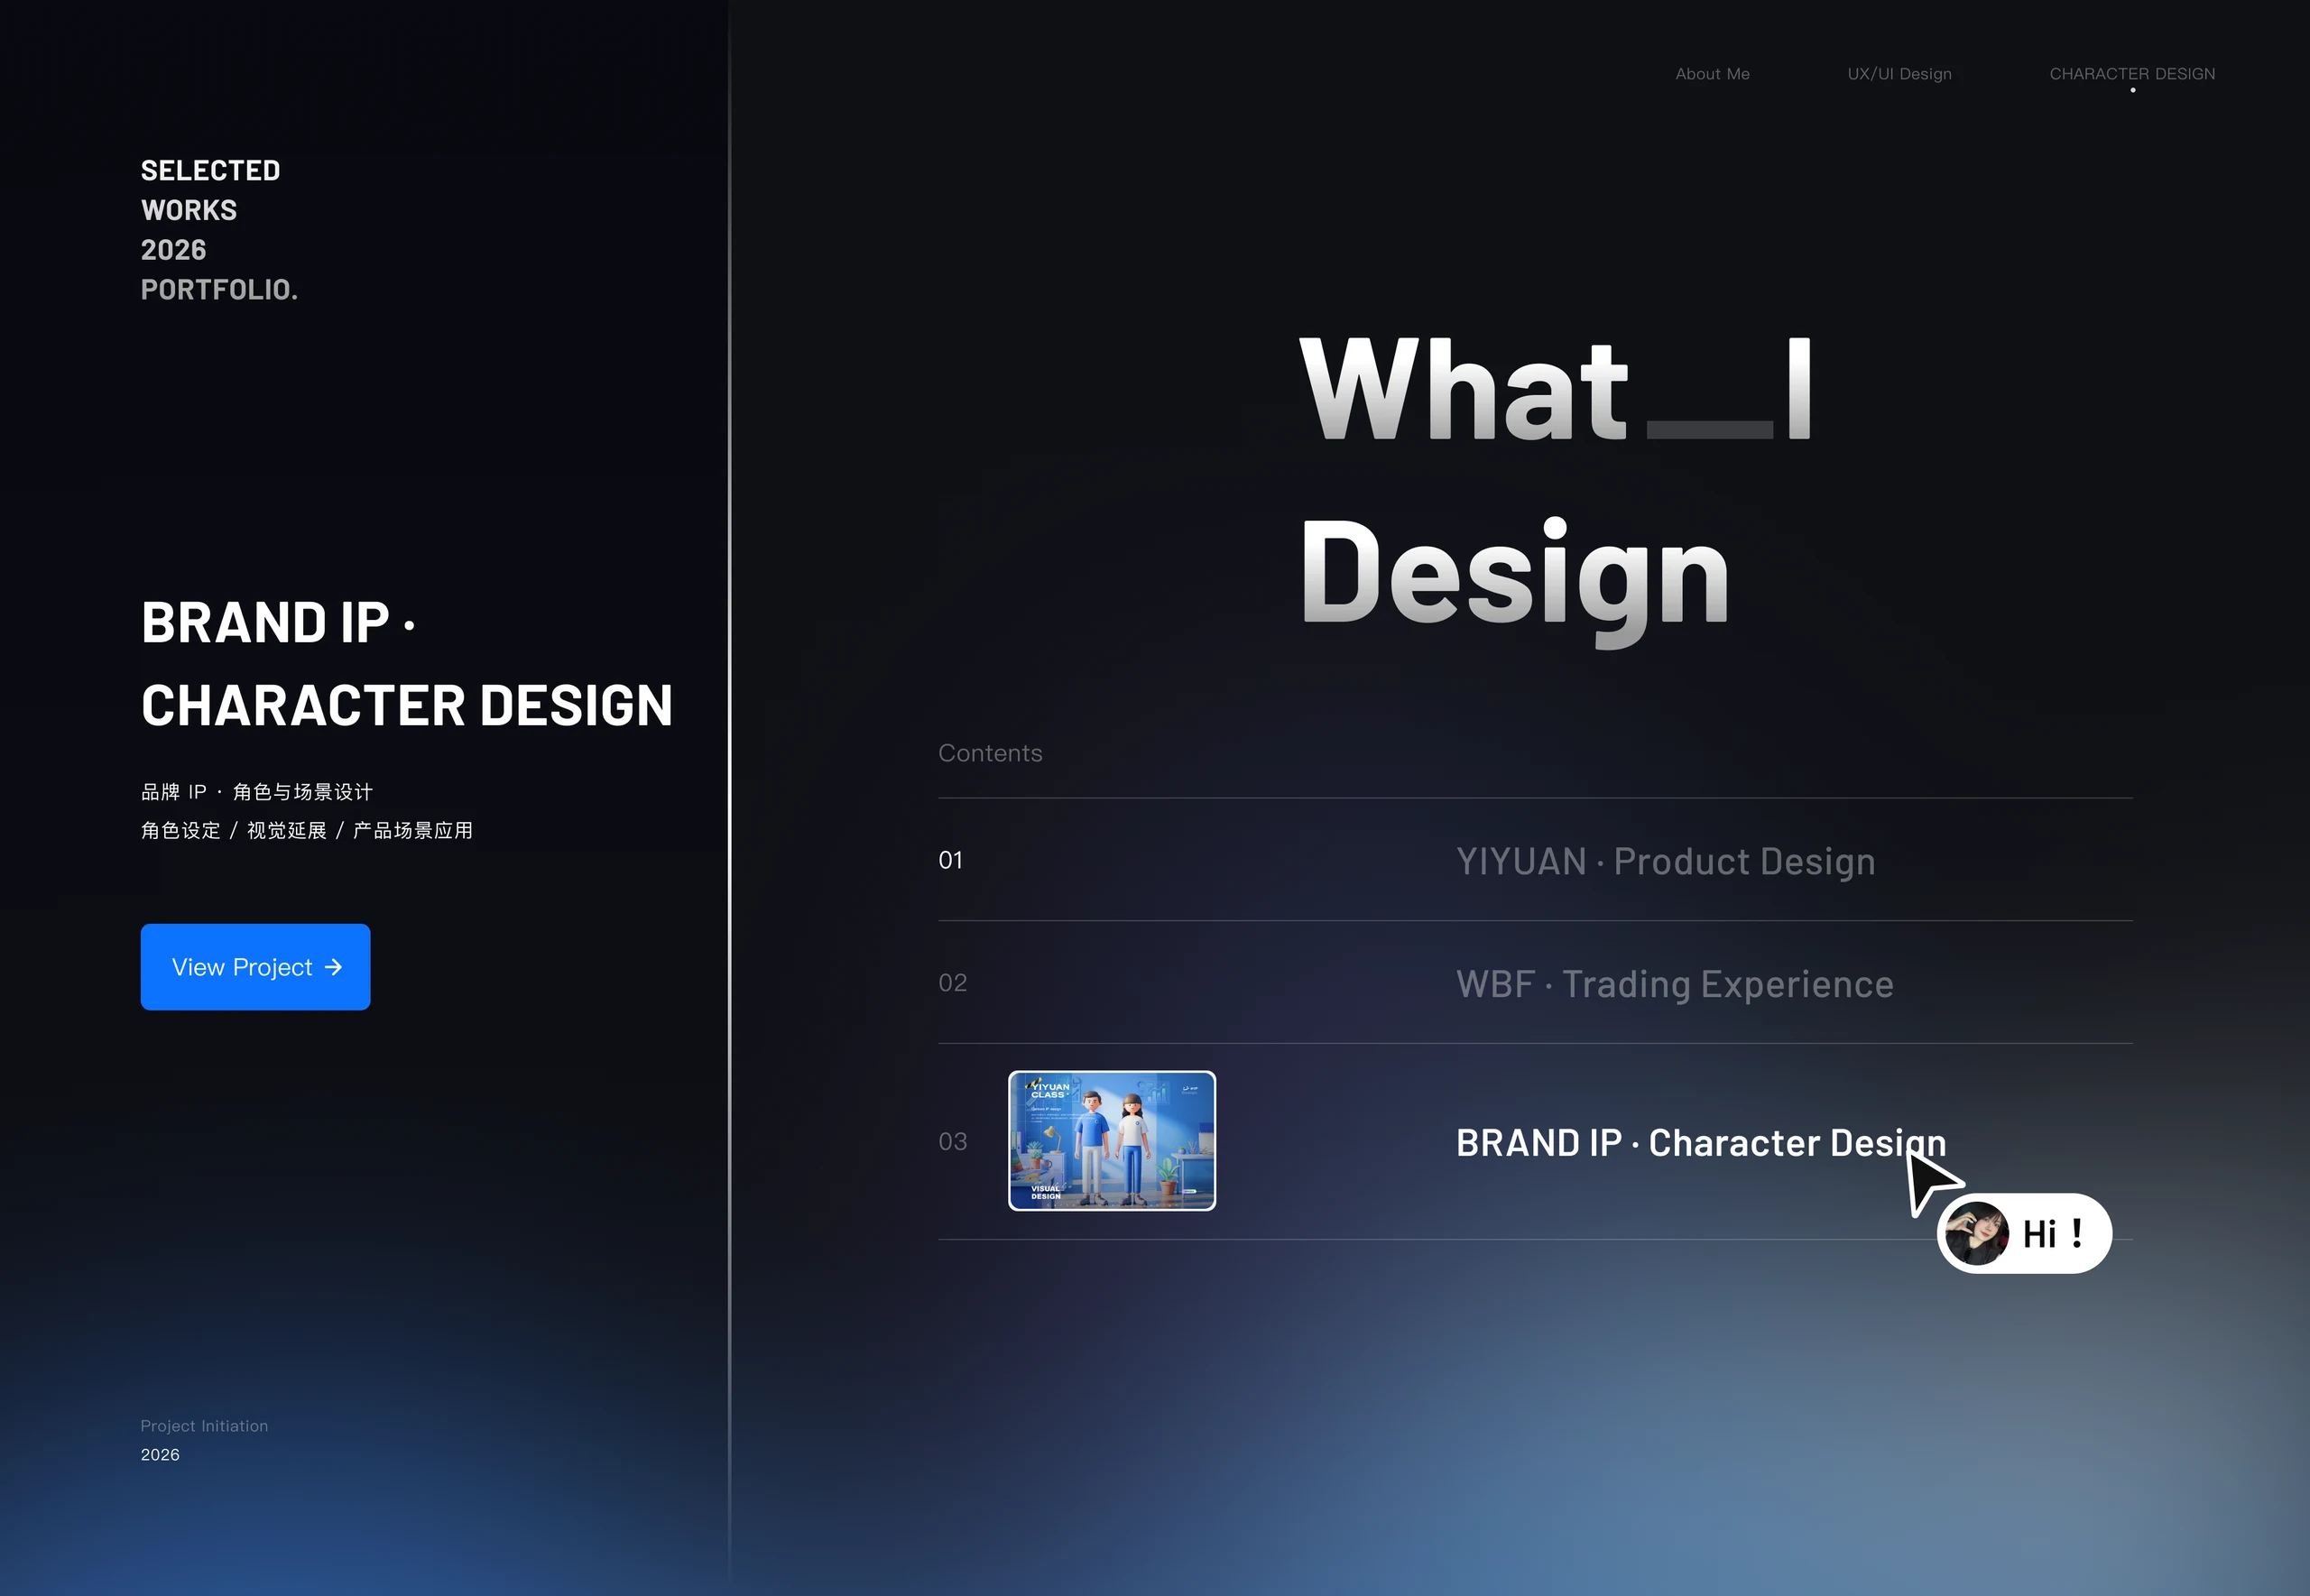 About Me
UX/UI Design
CHARACTER DESIGN
SELECTED
WORKS
2026
PORTFOLIO.
BRAND IP ·
CHARACTER DESIGN
品牌 IP · 角色与场景设计
角色设定 / 视觉延展 / 产品场景应用
View Project →
Project Initiation
2026
What __ I
Design
Contents
01
YIYUAN · Product Design
02
WBF · Trading Experience
03
YIYUAN
CLASS
VISUAL
DESIGN
BRAND IP · Character Design
Hi !